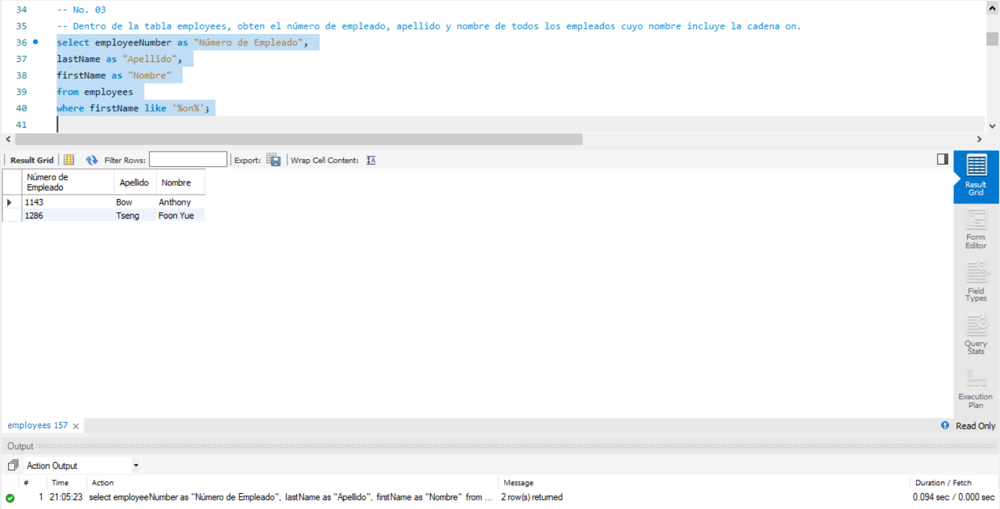 34 -- No. 03
35 -- Dentro de la tabla employees, obten el número de empleado, apellido y nombre de todos los empleados cuyo nombre incluye la cadena on.
36 select employeeNumber as "Número de Empleado",
37 lastName as "Apellido",
38 firstName as "Nombre"
39 from employees
40 where firstName like '%on%';
41
Result Grid Filter Rows: Export: Wrap Cell Content: IA
Número de Empleado Apellido Nombre
1143 Bow Anthony
1286 Tseng Foon Yue
Result Grid
Form Editor
Field Types
Query Stats
Execution Plan
employees 157 Read Only
Output
Action Output
# Time Action Message Duration / Fetch
1 21:05:23 select employeeNumber as "Número de Empleado", lastName as "Apellido", firstName as "Nombre" from ... 2 row(s) returned 0.094 sec / 0.000 sec